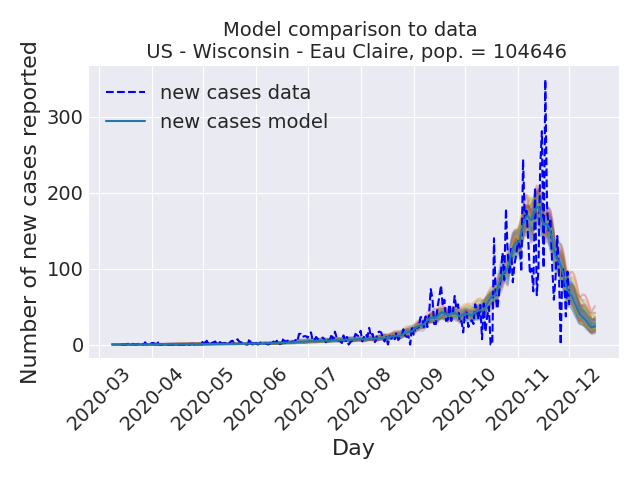 Model comparison to data
US - Wisconsin - Eau Claire, pop. = 104646
Number of new cases reported
300
200
100
0
new cases data
new cases model
2020-03
2020-04
2020-05
2020-06
2020-07
2020-08
2020-09
2020-10
2020-11
2020-12
Day